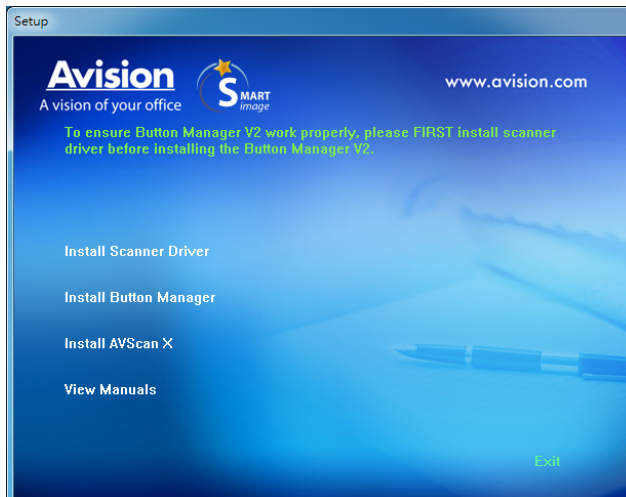 Setup
Avision
A vision of your office
SMART
image
www.avision.com
To ensure Button Manager V2 work properly, please FIRST install scanner
driver before installing the Button Manager V2.
Install Scanner Driver
Install Button Manager
Install AVScan X
View Manuals
Exit